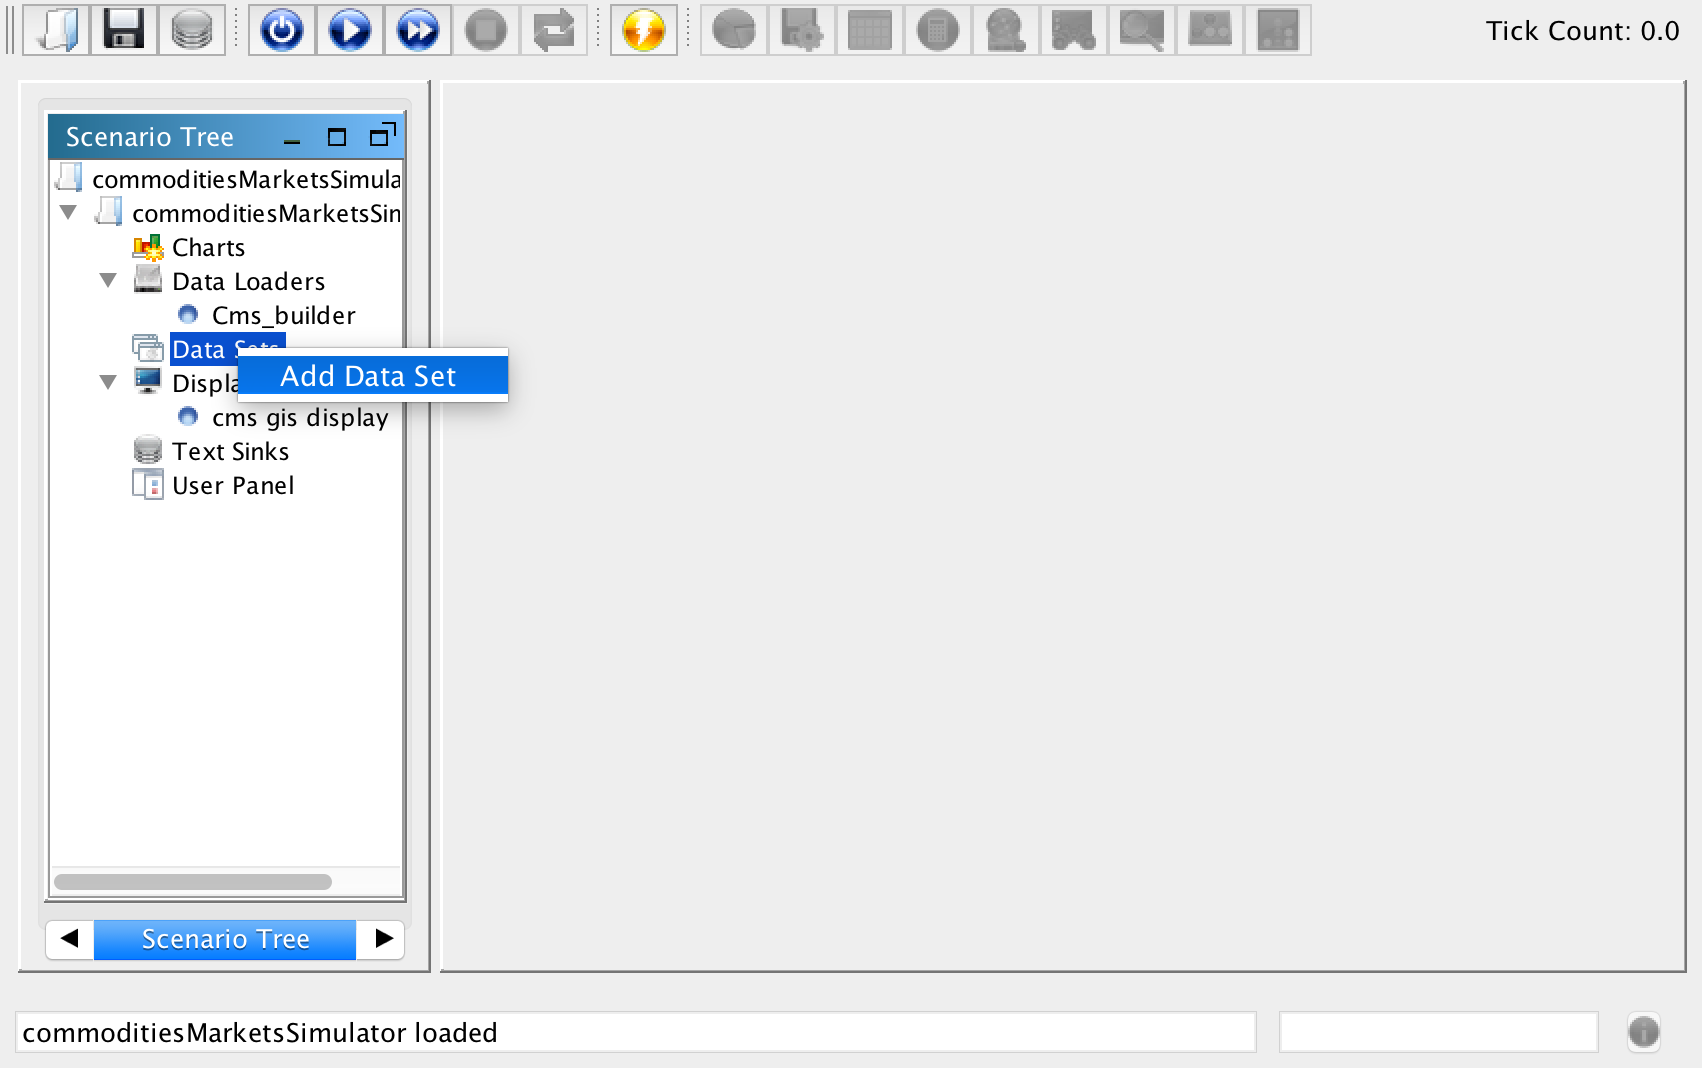 Tick Count: 0.0
Scenario Tree
commoditiesMarketsSimula
commoditiesMarketsSin
Charts
Data Loaders
Cms_builder
Data Sets
Add Data Set
Displa
cms gis display
Text Sinks
User Panel
Scenario Tree
commoditiesMarketsSimulator loaded